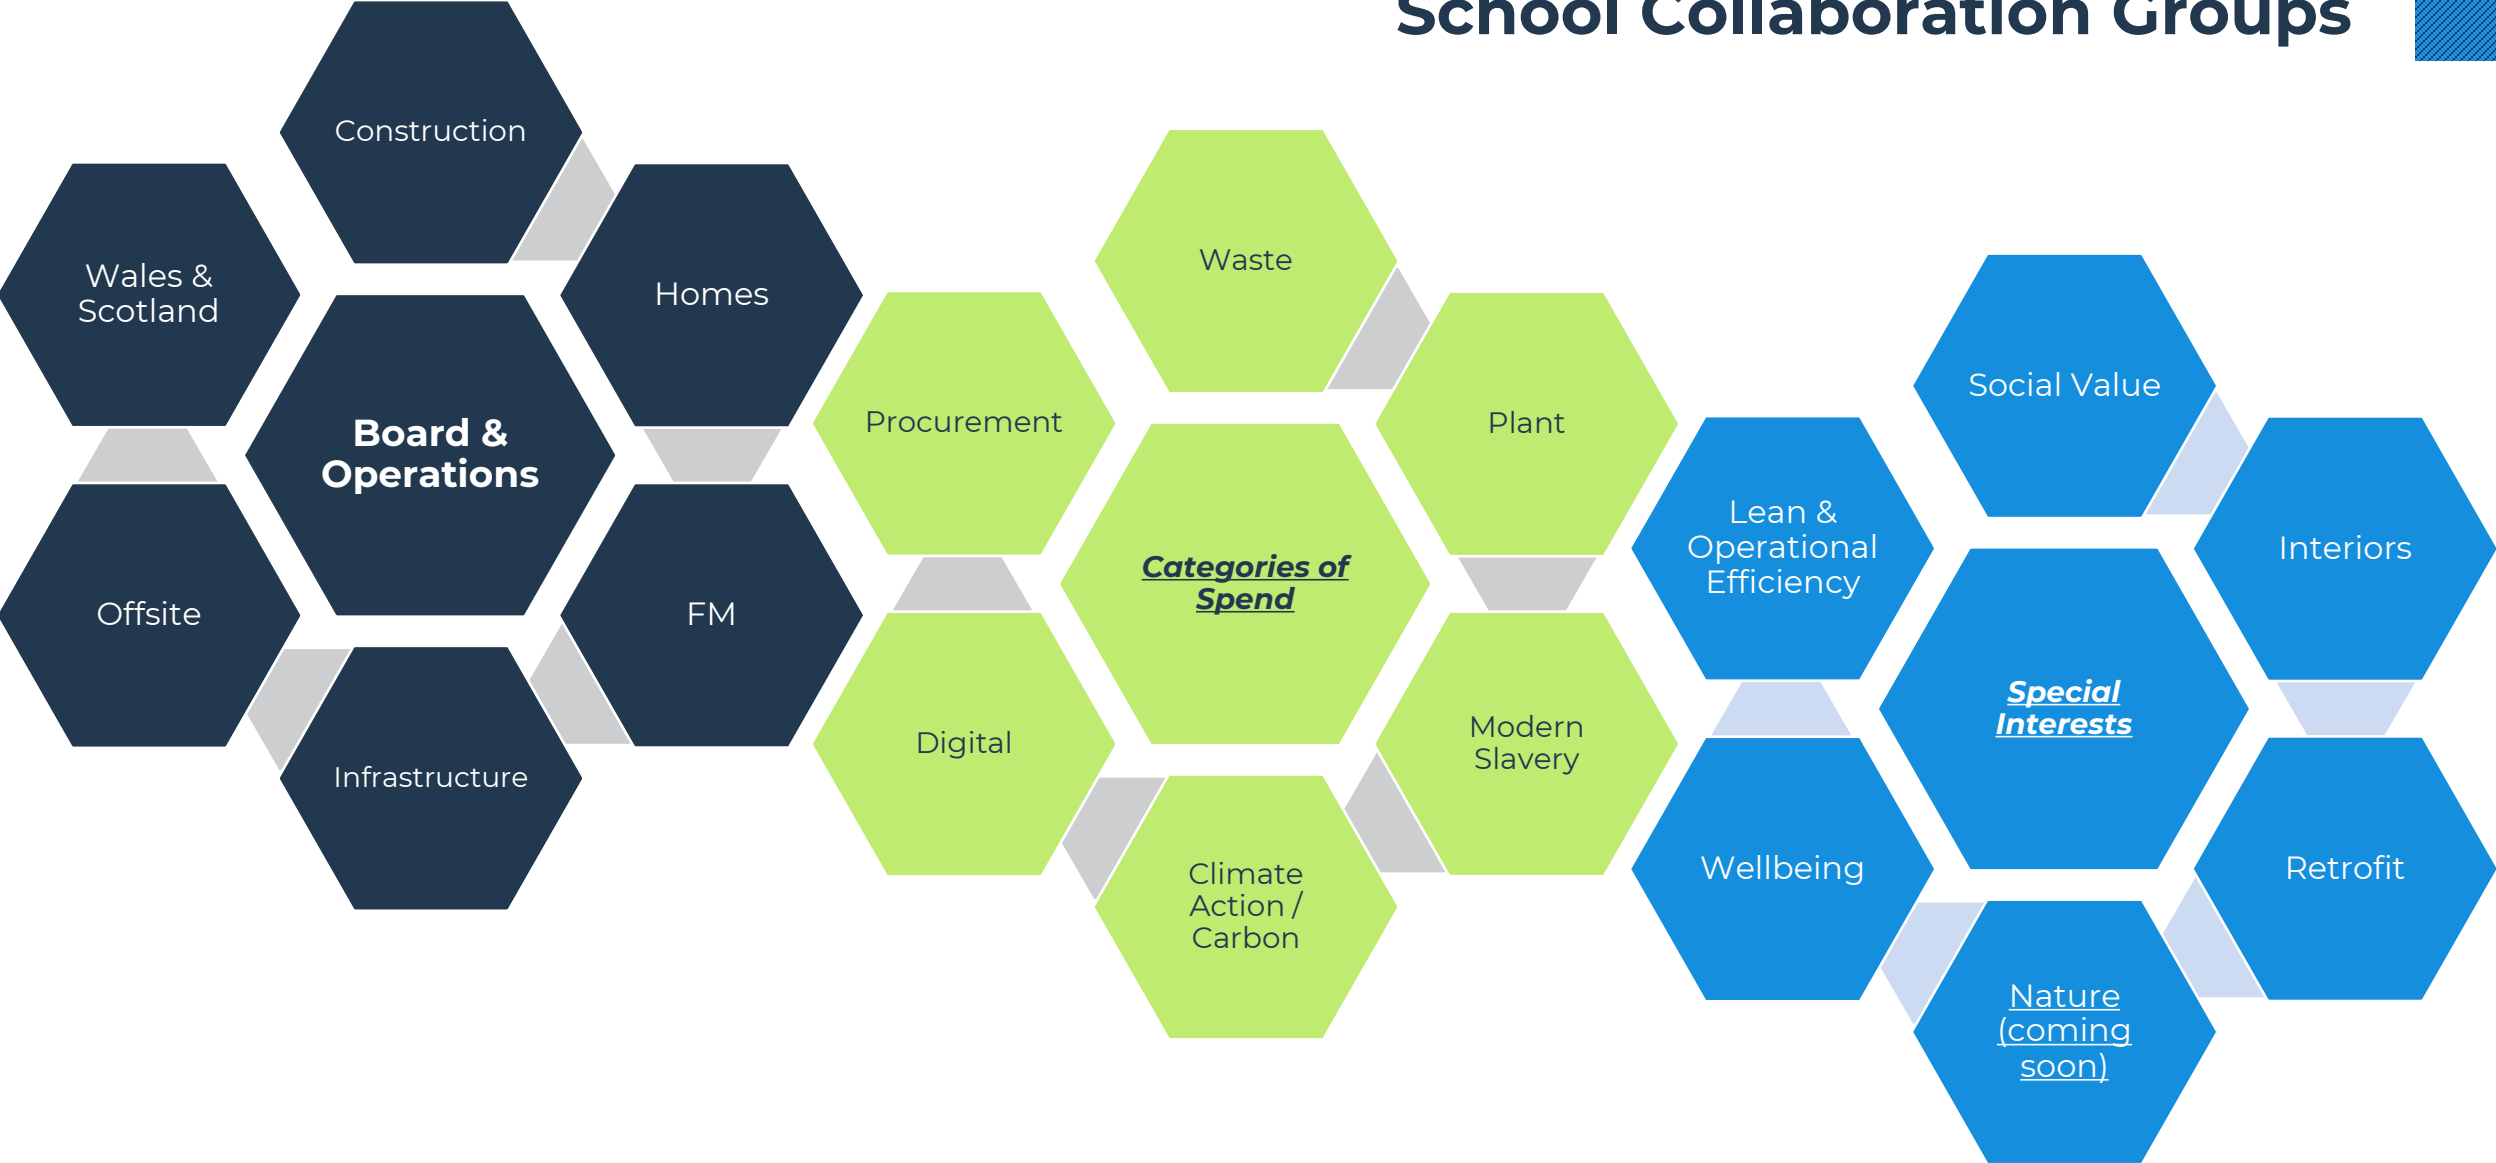 School Collaboration Groups
Construction
Wales &
Scotland
Homes
Board &
Operations
Offsite
FM
Infrastructure
Waste
Procurement
Plant
Categories of
Spend
Digital
Modern
Slavery
Climate
Action /
Carbon
Social Value
Lean &
Operational
Efficiency
Interiors
Special
Interests
Wellbeing
Retrofit
Nature
(coming
soon)